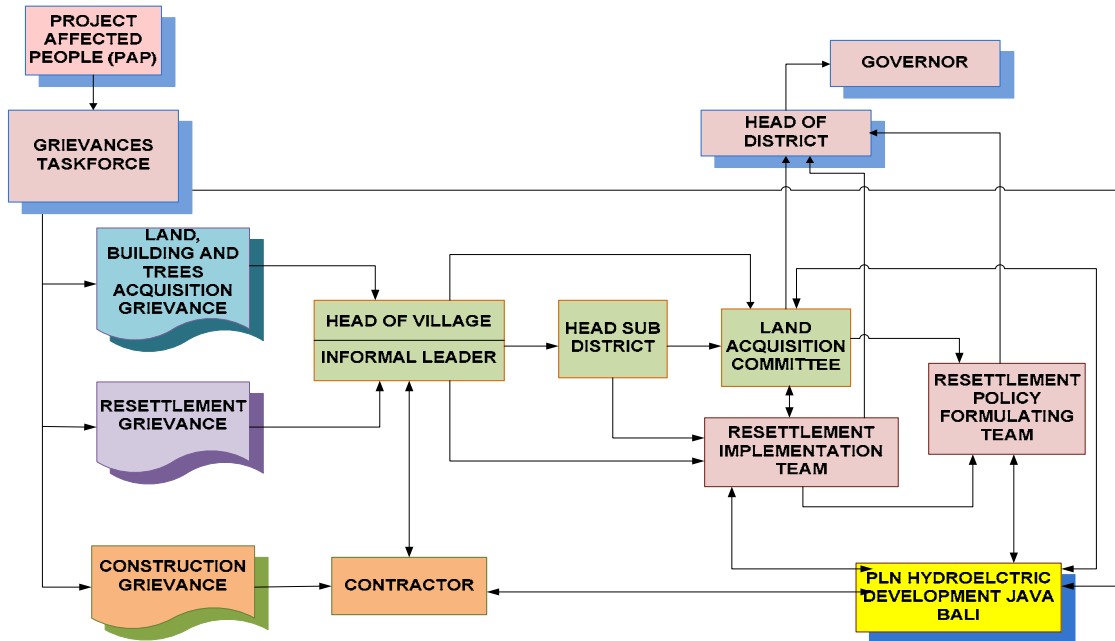 PROJECT
AFFECTED
PEOPLE (PAP)
GOVERNOR
GRIEVANCES
TASKFORCE
HEAD OF
DISTRICT
LAND,
BUILDING AND
TREES
ACQUISITION
GRIEVANCE
HEAD OF VILLAGE
INFORMAL LEADER
HEAD SUB
DISTRICT
LAND
ACQUISITION
COMMITTEE
RESETTLEMENT
POLICY
FORMULATING
TEAM
RESETTLEMENT
GRIEVANCE
RESETTLEMENT
IMPLEMENTATION
TEAM
CONSTRUCTION
GRIEVANCE
CONTRACTOR
PLN HYDROELCTRIC
DEVELOPMENT JAVA
BALI